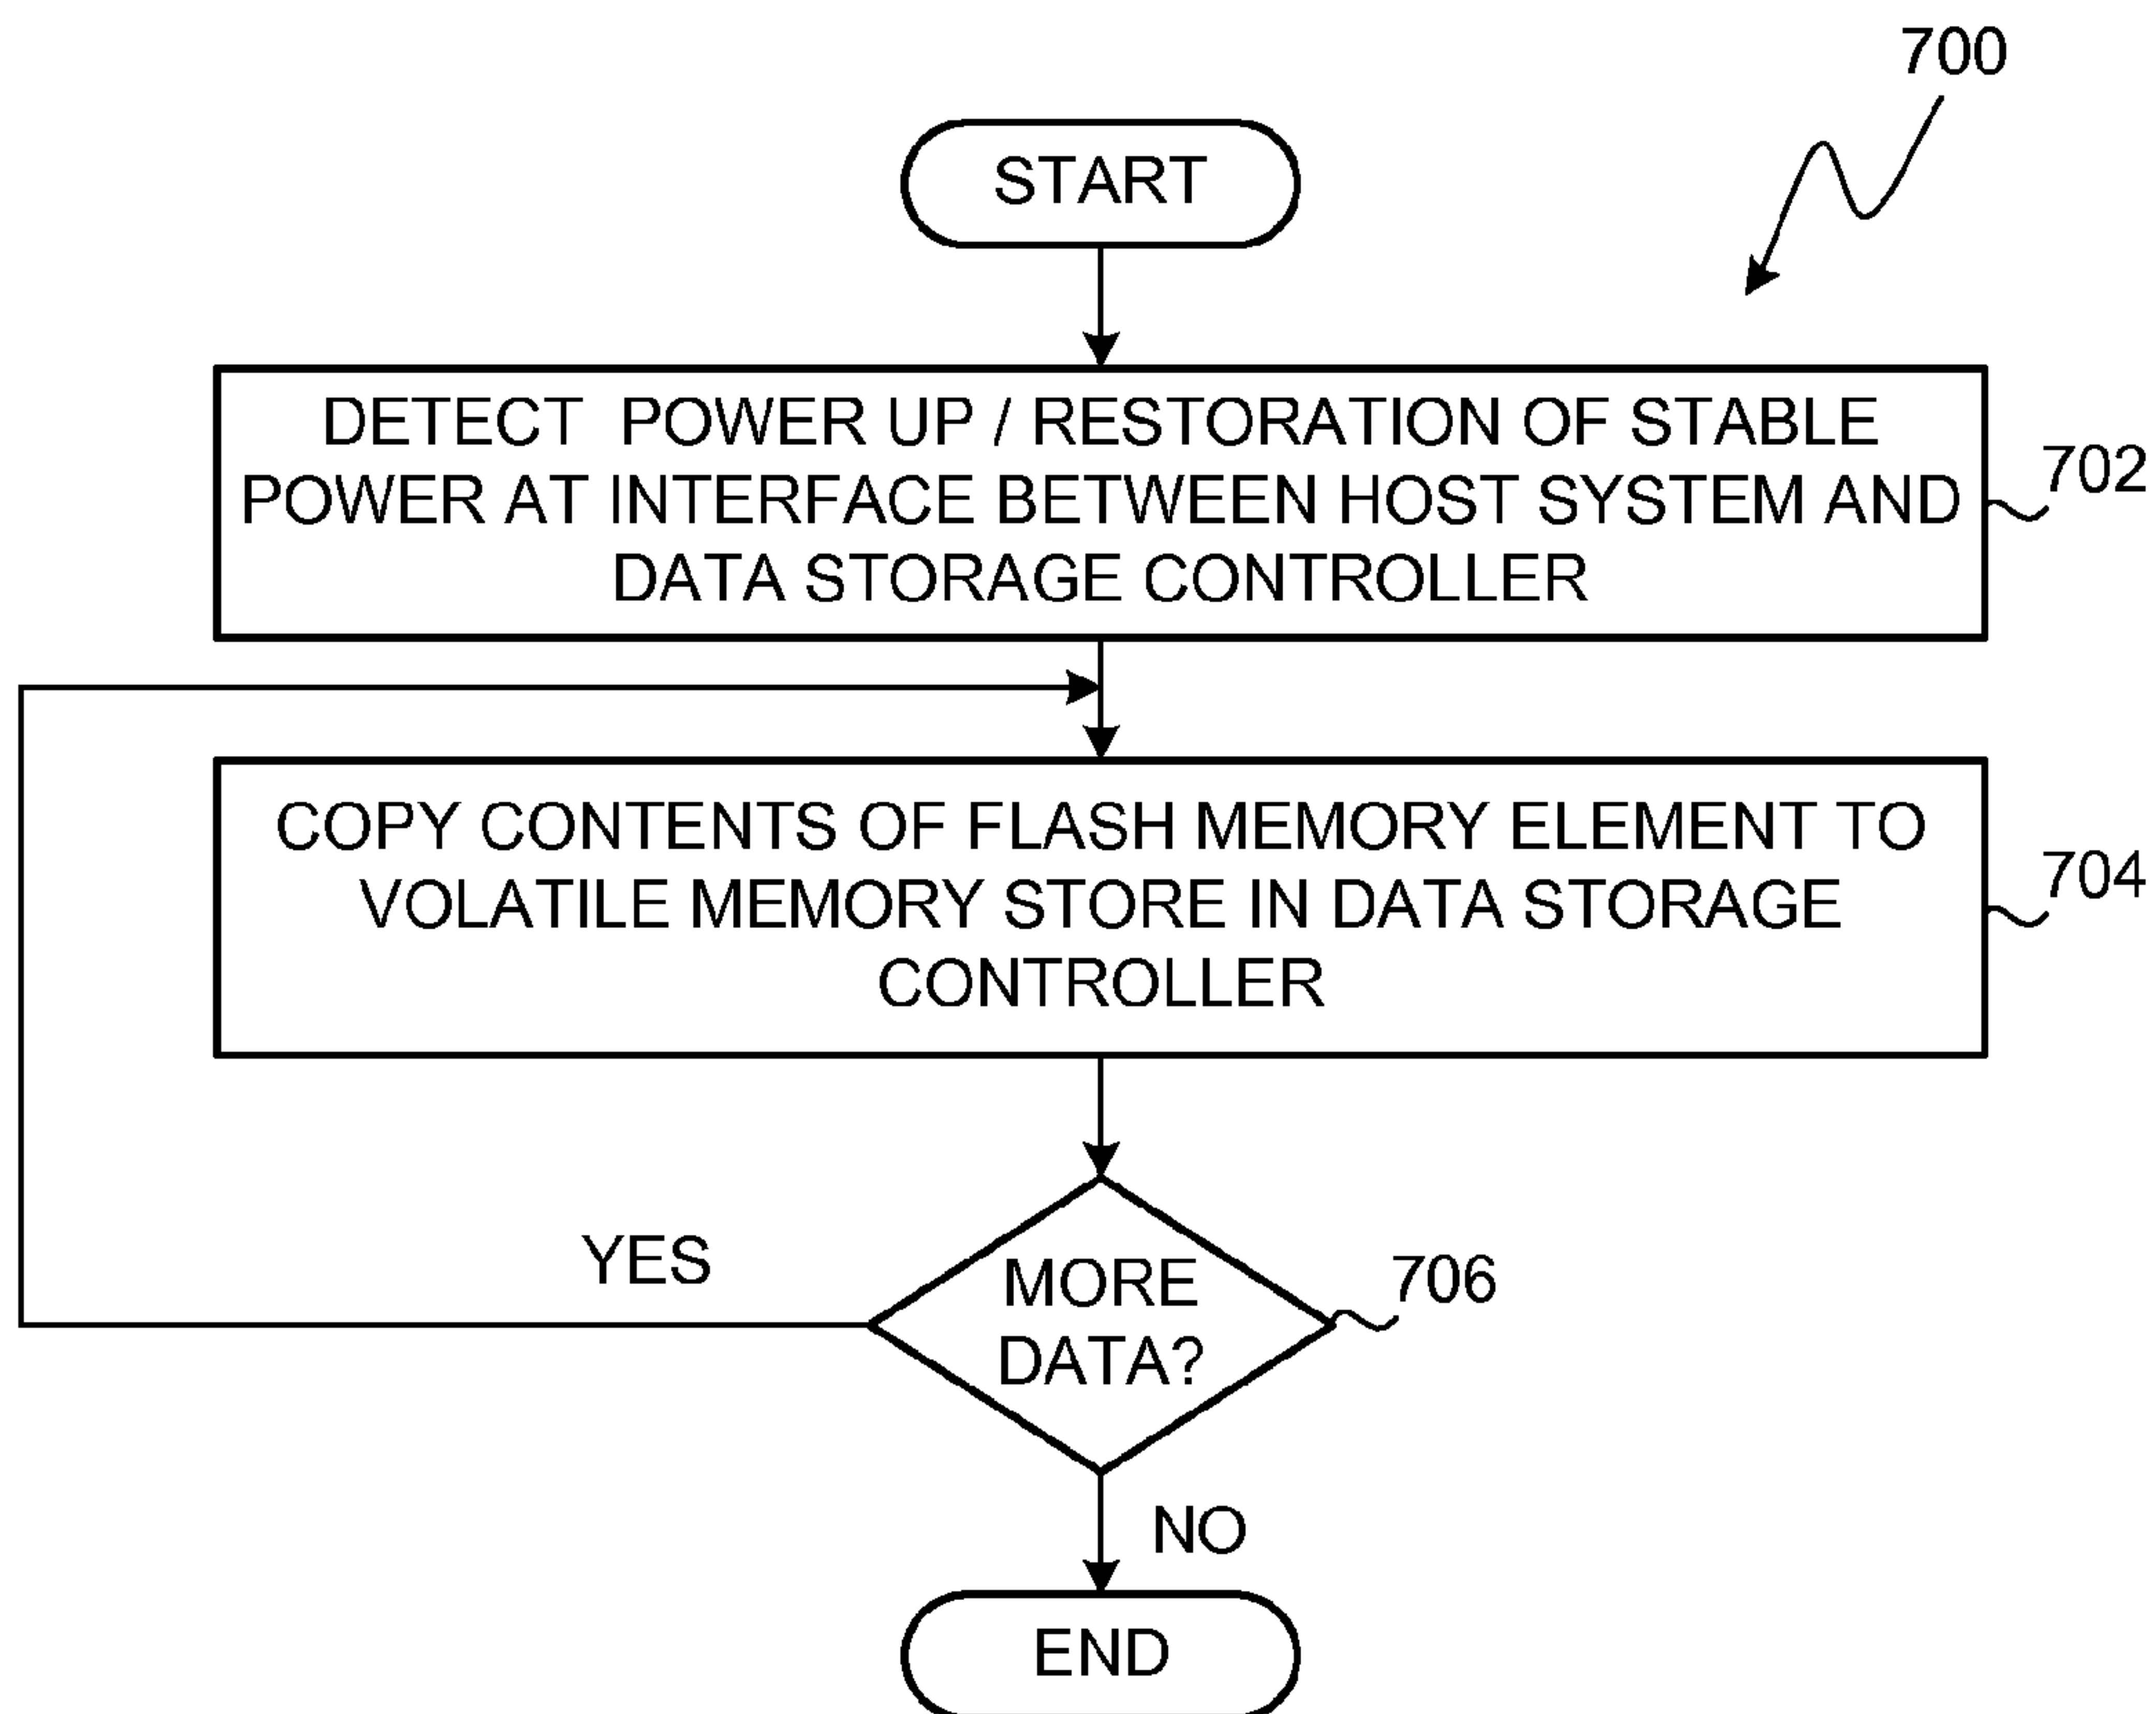 700
START
DETECT POWER UP / RESTORATION OF STABLE
POWER AT INTERFACE BETWEEN HOST SYSTEM AND
DATA STORAGE CONTROLLER
702
COPY CONTENTS OF FLASH MEMORY ELEMENT TO
VOLATILE MEMORY STORE IN DATA STORAGE
CONTROLLER
704
YES
MORE
DATA?
706
NO
END